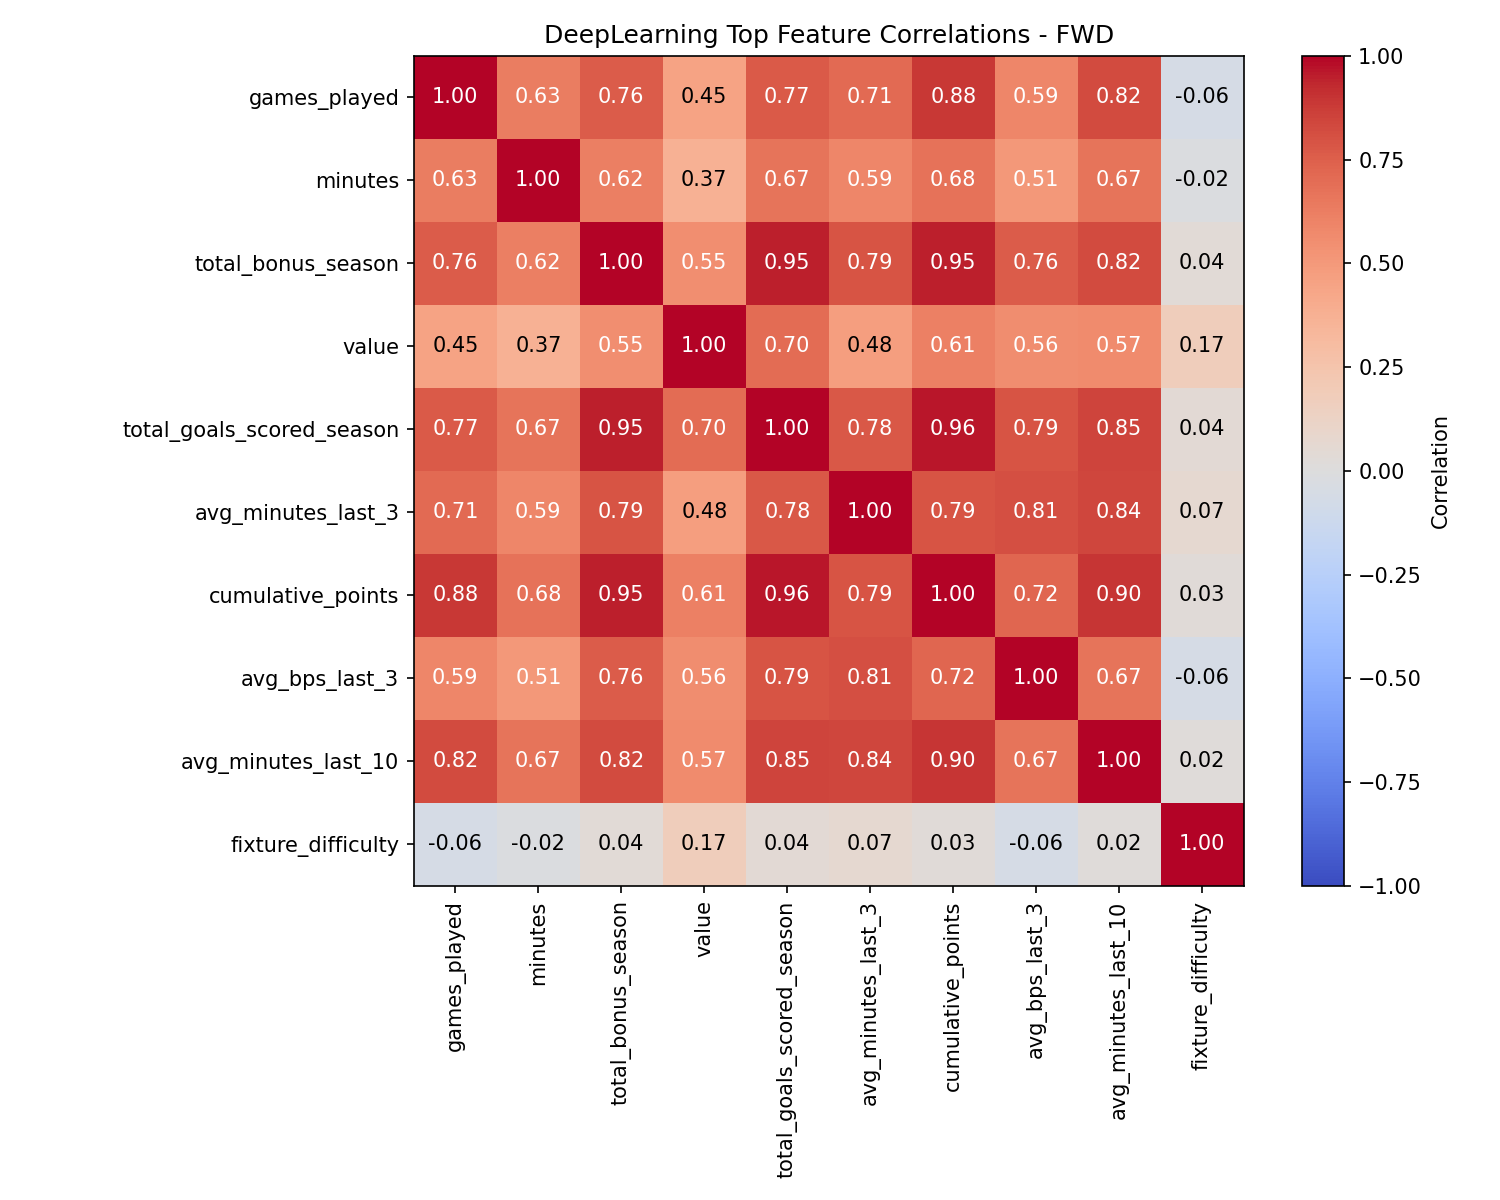 DeepLearning Top Feature Correlations - FWD
games_played 1.00 0.63 0.76 0.45 0.77 0.71 0.88 0.59 0.82 -0.06
minutes 0.63 1.00 0.62 0.37 0.67 0.59 0.68 0.51 0.67 -0.02
total_bonus_season 0.76 0.62 1.00 0.55 0.95 0.79 0.95 0.76 0.82 0.04
value 0.45 0.37 0.55 1.00 0.70 0.48 0.61 0.56 0.57 0.17
total_goals_scored_season 0.77 0.67 0.95 0.70 1.00 0.78 0.96 0.79 0.85 0.04
avg_minutes_last_3 0.71 0.59 0.79 0.48 0.78 1.00 0.79 0.81 0.84 0.07
cumulative_points 0.88 0.68 0.95 0.61 0.96 0.79 1.00 0.72 0.90 0.03
avg_bps_last_3 0.59 0.51 0.76 0.56 0.79 0.81 0.72 1.00 0.67 -0.06
avg_minutes_last_10 0.82 0.67 0.82 0.57 0.85 0.84 0.90 0.67 1.00 0.02
fixture_difficulty -0.06 -0.02 0.04 0.17 0.04 0.07 0.03 -0.06 0.02 1.00
games_played
minutes
total_bonus_season
value
total_goals_scored_season
avg_minutes_last_3
cumulative_points
avg_bps_last_3
avg_minutes_last_10
fixture_difficulty
1.00
0.75
0.50
0.25
0.00
−0.25
−0.50
−0.75
−1.00
Correlation